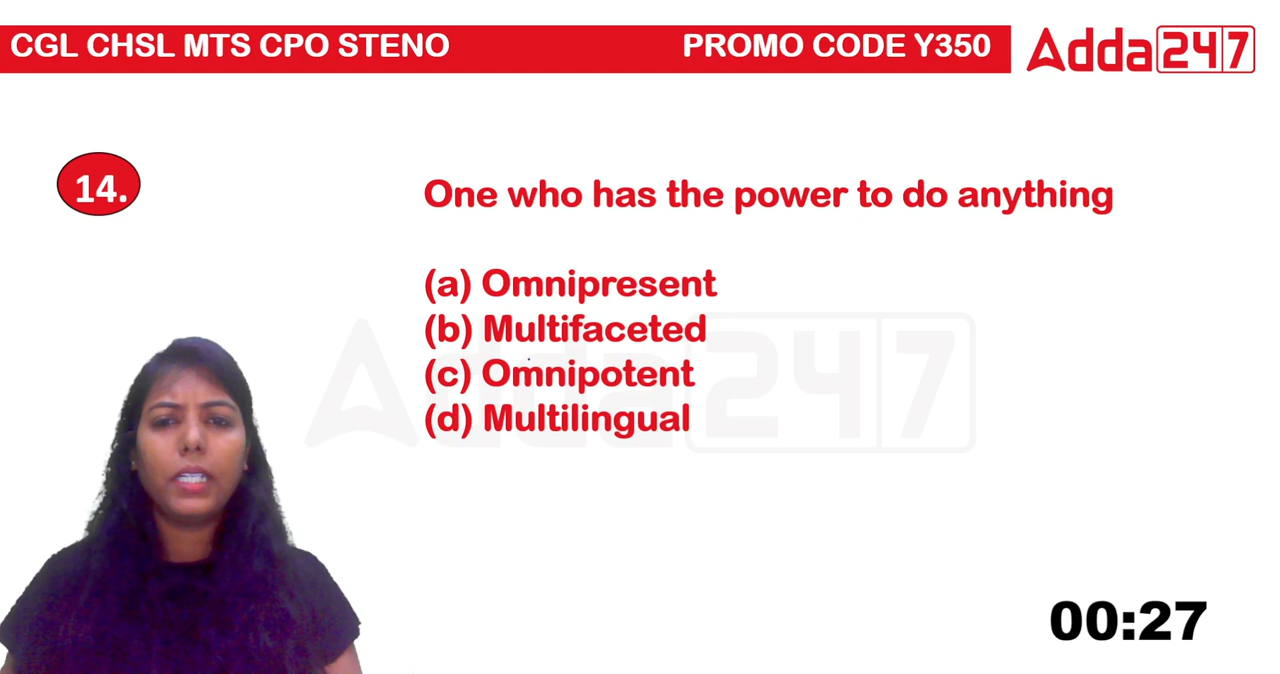 CGL CHSL MTS CPO STENO PROMO CODE Y350 Adda247
14. One who has the power to do anything
(a) Omnipresent
(b) Multifaceted
(c) Omnipotent
(d) Multilingual
Adda247
00:27